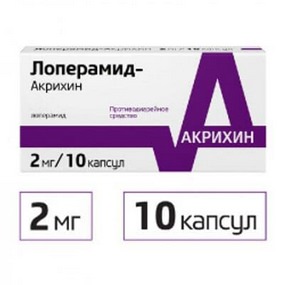 Лоперамид-
Акрихин
Противодиарейное
средство
лоперамид
АКРИХИН
2 мг/ 10 капсул
2 мг
10 капсул